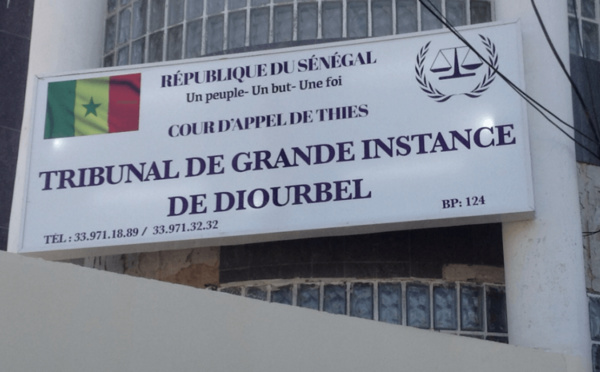 RÉPUBLIQUE DU SÉNÉGAL
Un peuple- Un but- Une foi
COUR D'APPEL DE THIES
TRIBUNAL DE GRANDE INSTANCE
DE DIOURBEL
TÉL : 33.971.18.89 / 33.971.32.32
BP: 124